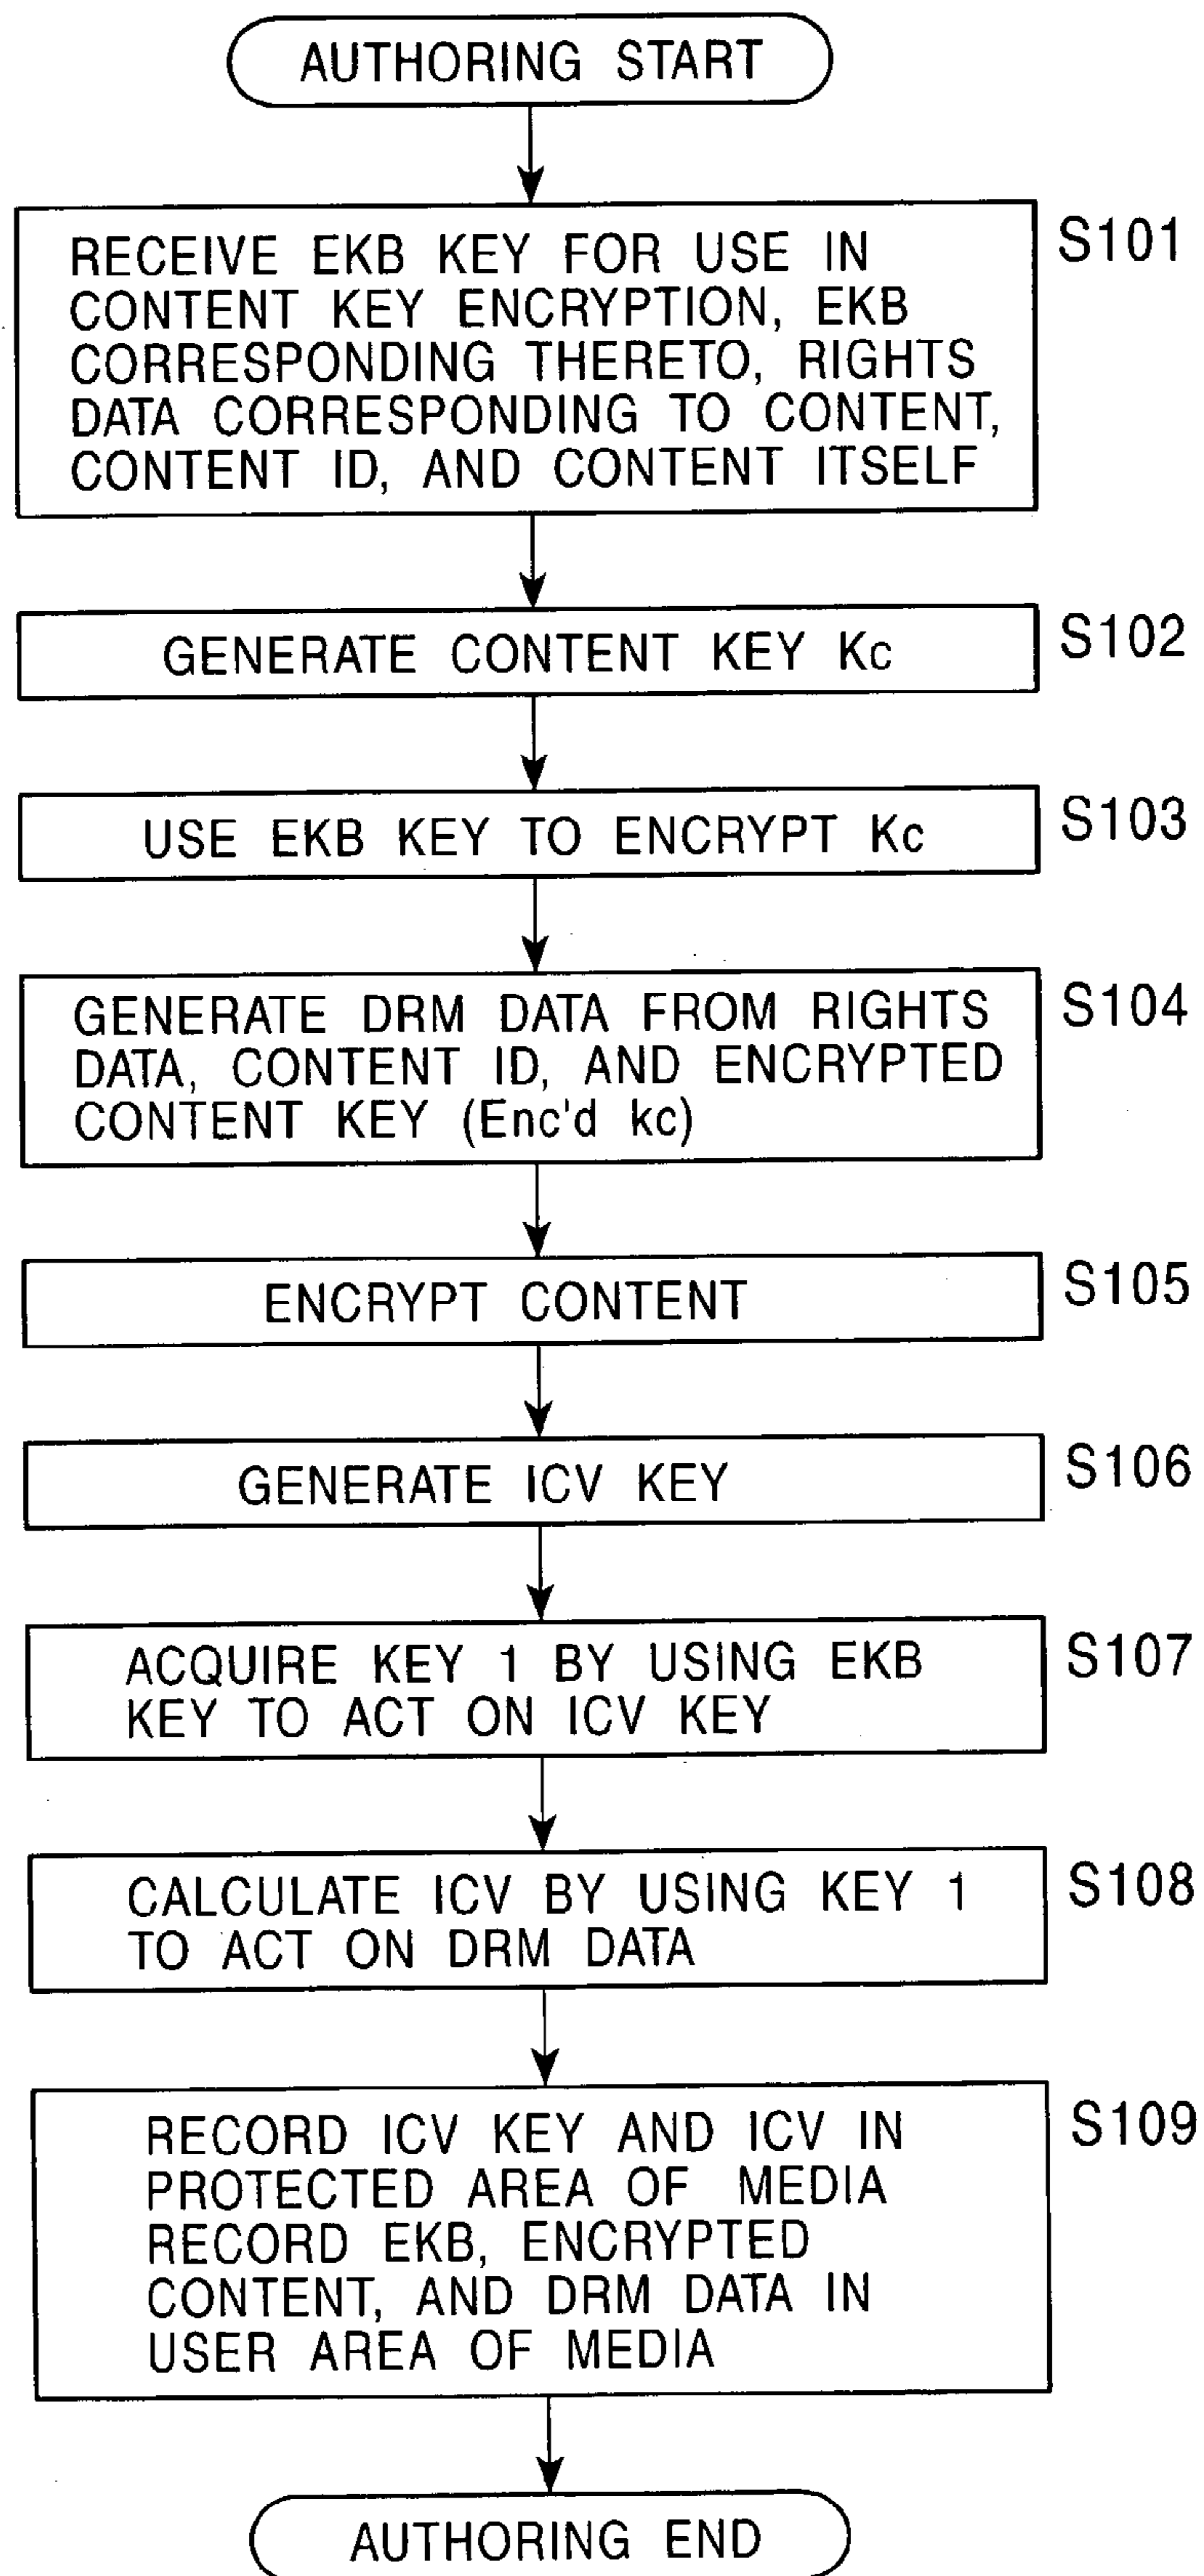 AUTHORING START
RECEIVE EKB KEY FOR USE IN
CONTENT KEY ENCRYPTION, EKB
CORRESPONDING THERETO, RIGHTS
DATA CORRESPONDING TO CONTENT,
CONTENT ID, AND CONTENT ITSELF
S101
GENERATE CONTENT KEY Kc
S102
USE EKB KEY TO ENCRYPT Kc
S103
GENERATE DRM DATA FROM RIGHTS
DATA, CONTENT ID, AND ENCRYPTED
CONTENT KEY (Enc'd kc)
S104
ENCRYPT CONTENT
S105
GENERATE ICV KEY
S106
ACQUIRE KEY 1 BY USING EKB
KEY TO ACT ON ICV KEY
S107
CALCULATE ICV BY USING KEY 1
TO ACT ON DRM DATA
S108
RECORD ICV KEY AND ICV IN
PROTECTED AREA OF MEDIA
RECORD EKB, ENCRYPTED
CONTENT, AND DRM DATA IN
USER AREA OF MEDIA
S109
AUTHORING END